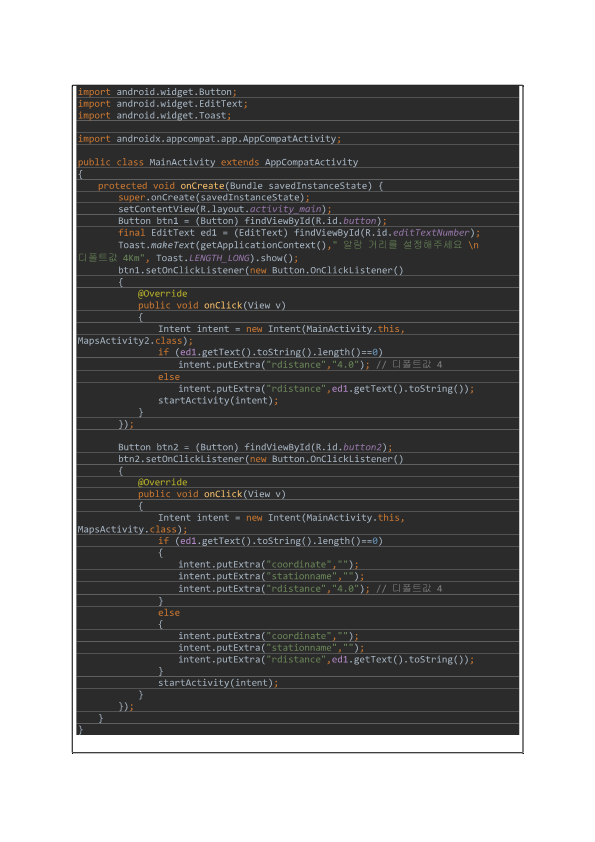 import android.widget.Button;
import android.widget.EditText;
import android.widget.Toast;

import androidx.appcompat.app.AppCompatActivity;

public class MainActivity extends AppCompatActivity
{
    protected void onCreate(Bundle savedInstanceState) {
        super.onCreate(savedInstanceState);
        setContentView(R.layout.activity_main);
        Button btn1 = (Button) findViewById(R.id.button);
        final EditText ed1 = (EditText) findViewById(R.id.editTextNumber);
        Toast.makeText(getApplicationContext()," 알람 거리를 설정해주세요 \n
디폴트값 4Km", Toast.LENGTH_LONG).show();
        btn1.setOnClickListener(new Button.OnClickListener()
        {
            @Override
            public void onClick(View v)
            {
                Intent intent = new Intent(MainActivity.this,
MapsActivity2.class);
                if (ed1.getText().toString().length()==0)
                    intent.putExtra("rdistance","4.0"); // 디폴트값 4
                else
                    intent.putExtra("rdistance",ed1.getText().toString());
                startActivity(intent);
            }
        });

        Button btn2 = (Button) findViewById(R.id.button2);
        btn2.setOnClickListener(new Button.OnClickListener()
        {
            @Override
            public void onClick(View v)
            {
                Intent intent = new Intent(MainActivity.this,
MapsActivity.class);
                if (ed1.getText().toString().length()==0)
                {
                    intent.putExtra("coordinate","");
                    intent.putExtra("stationname","");
                    intent.putExtra("rdistance","4.0"); // 디폴트값 4
                }
                else
                {
                    intent.putExtra("coordinate","");
                    intent.putExtra("stationname","");
                    intent.putExtra("rdistance",ed1.getText().toString());
                }
                startActivity(intent);
            }
        });
    }
}